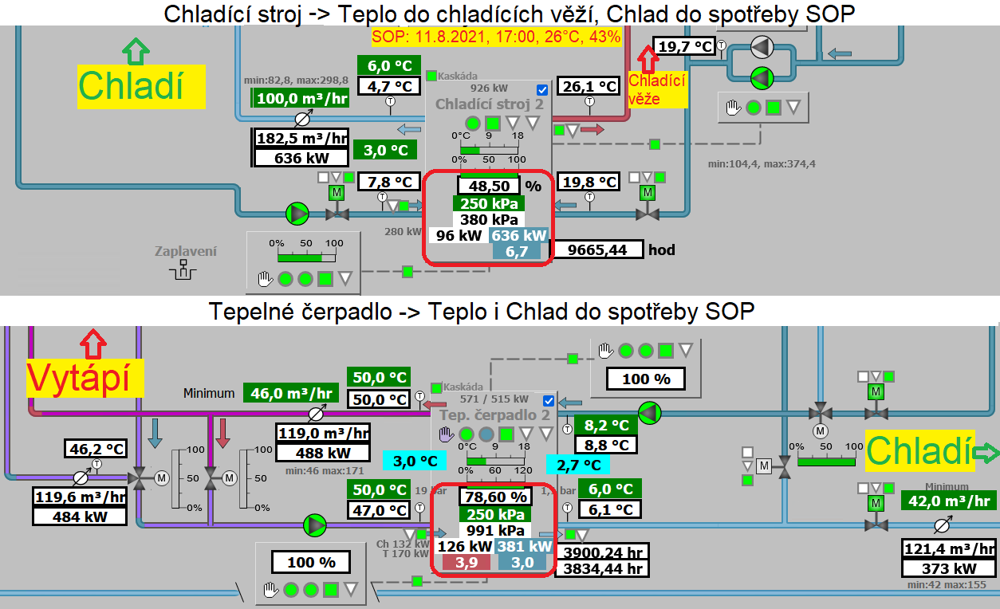 Chladící stroj -> Teplo do chladících věží, Chlad do spotřeby SOP
SOP: 11.8.2021, 17:00, 26°C, 43%
19,7 °C
T
Chladí
6,0 °C
4,7 °C
T
Kaskáda
926 kW
Chladící stroj 2
26,1 °C
T
Chladící
věže
min:82,8, max:298,8
100,0 m³/hr
182,5 m³/hr
636 kW
3,0 °C
0°C 9 18
0% 50 100
min:104,4, max:374,4
M
7,8 °C
T
48,50 %
250 kPa
380 kPa
96 kW 636 kW
6,7
19,8 °C
T
M
280 kW
9665,44 hod
Zaplavení
0% 50 100
Tepelné čerpadlo -> Teplo i Chlad do spotřeby SOP
Vytápí
Minimum
46,0 m³/hr
50,0 °C
50,0 °C
T
Kaskáda
571 / 515 kW
Tep. čerpadlo 2
100 %
119,0 m³/hr
488 kW
min:46 max:171
3,0 °C
0°C 9 18
0% 60 120
2,7 °C
T
8,2 °C
8,8 °C
M
M
0% 50 100
Chladí
46,2 °C
T
119,6 m³/hr
484 kW
M
100
50
0%
M
100
50
0%
50,0 °C
47,0 °C
T
19 bar
78,60 %
250 kPa
991 kPa
126 kW 381 kW
3,9 3,0
T
6,0 °C
6,1 °C
M
M
Minimum
42,0 m³/hr
Ch 132 kW
T 170 kW
3900,24 hr
3834,44 hr
121,4 m³/hr
373 kW
min:42 max:155
100 %